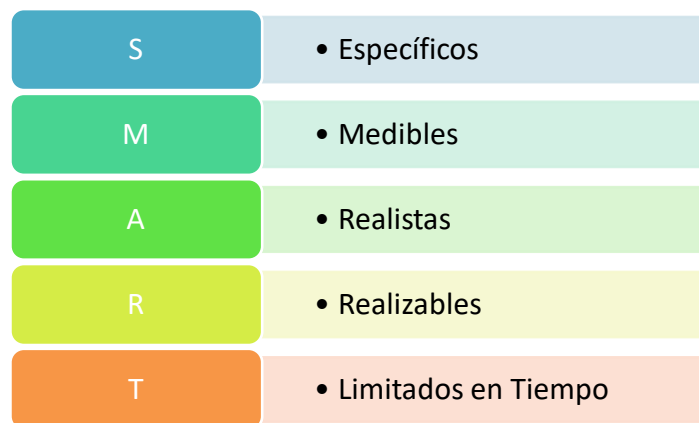 S
• Específicos
M
• Medibles
A
• Realistas
R
• Realizables
T
• Limitados en Tiempo